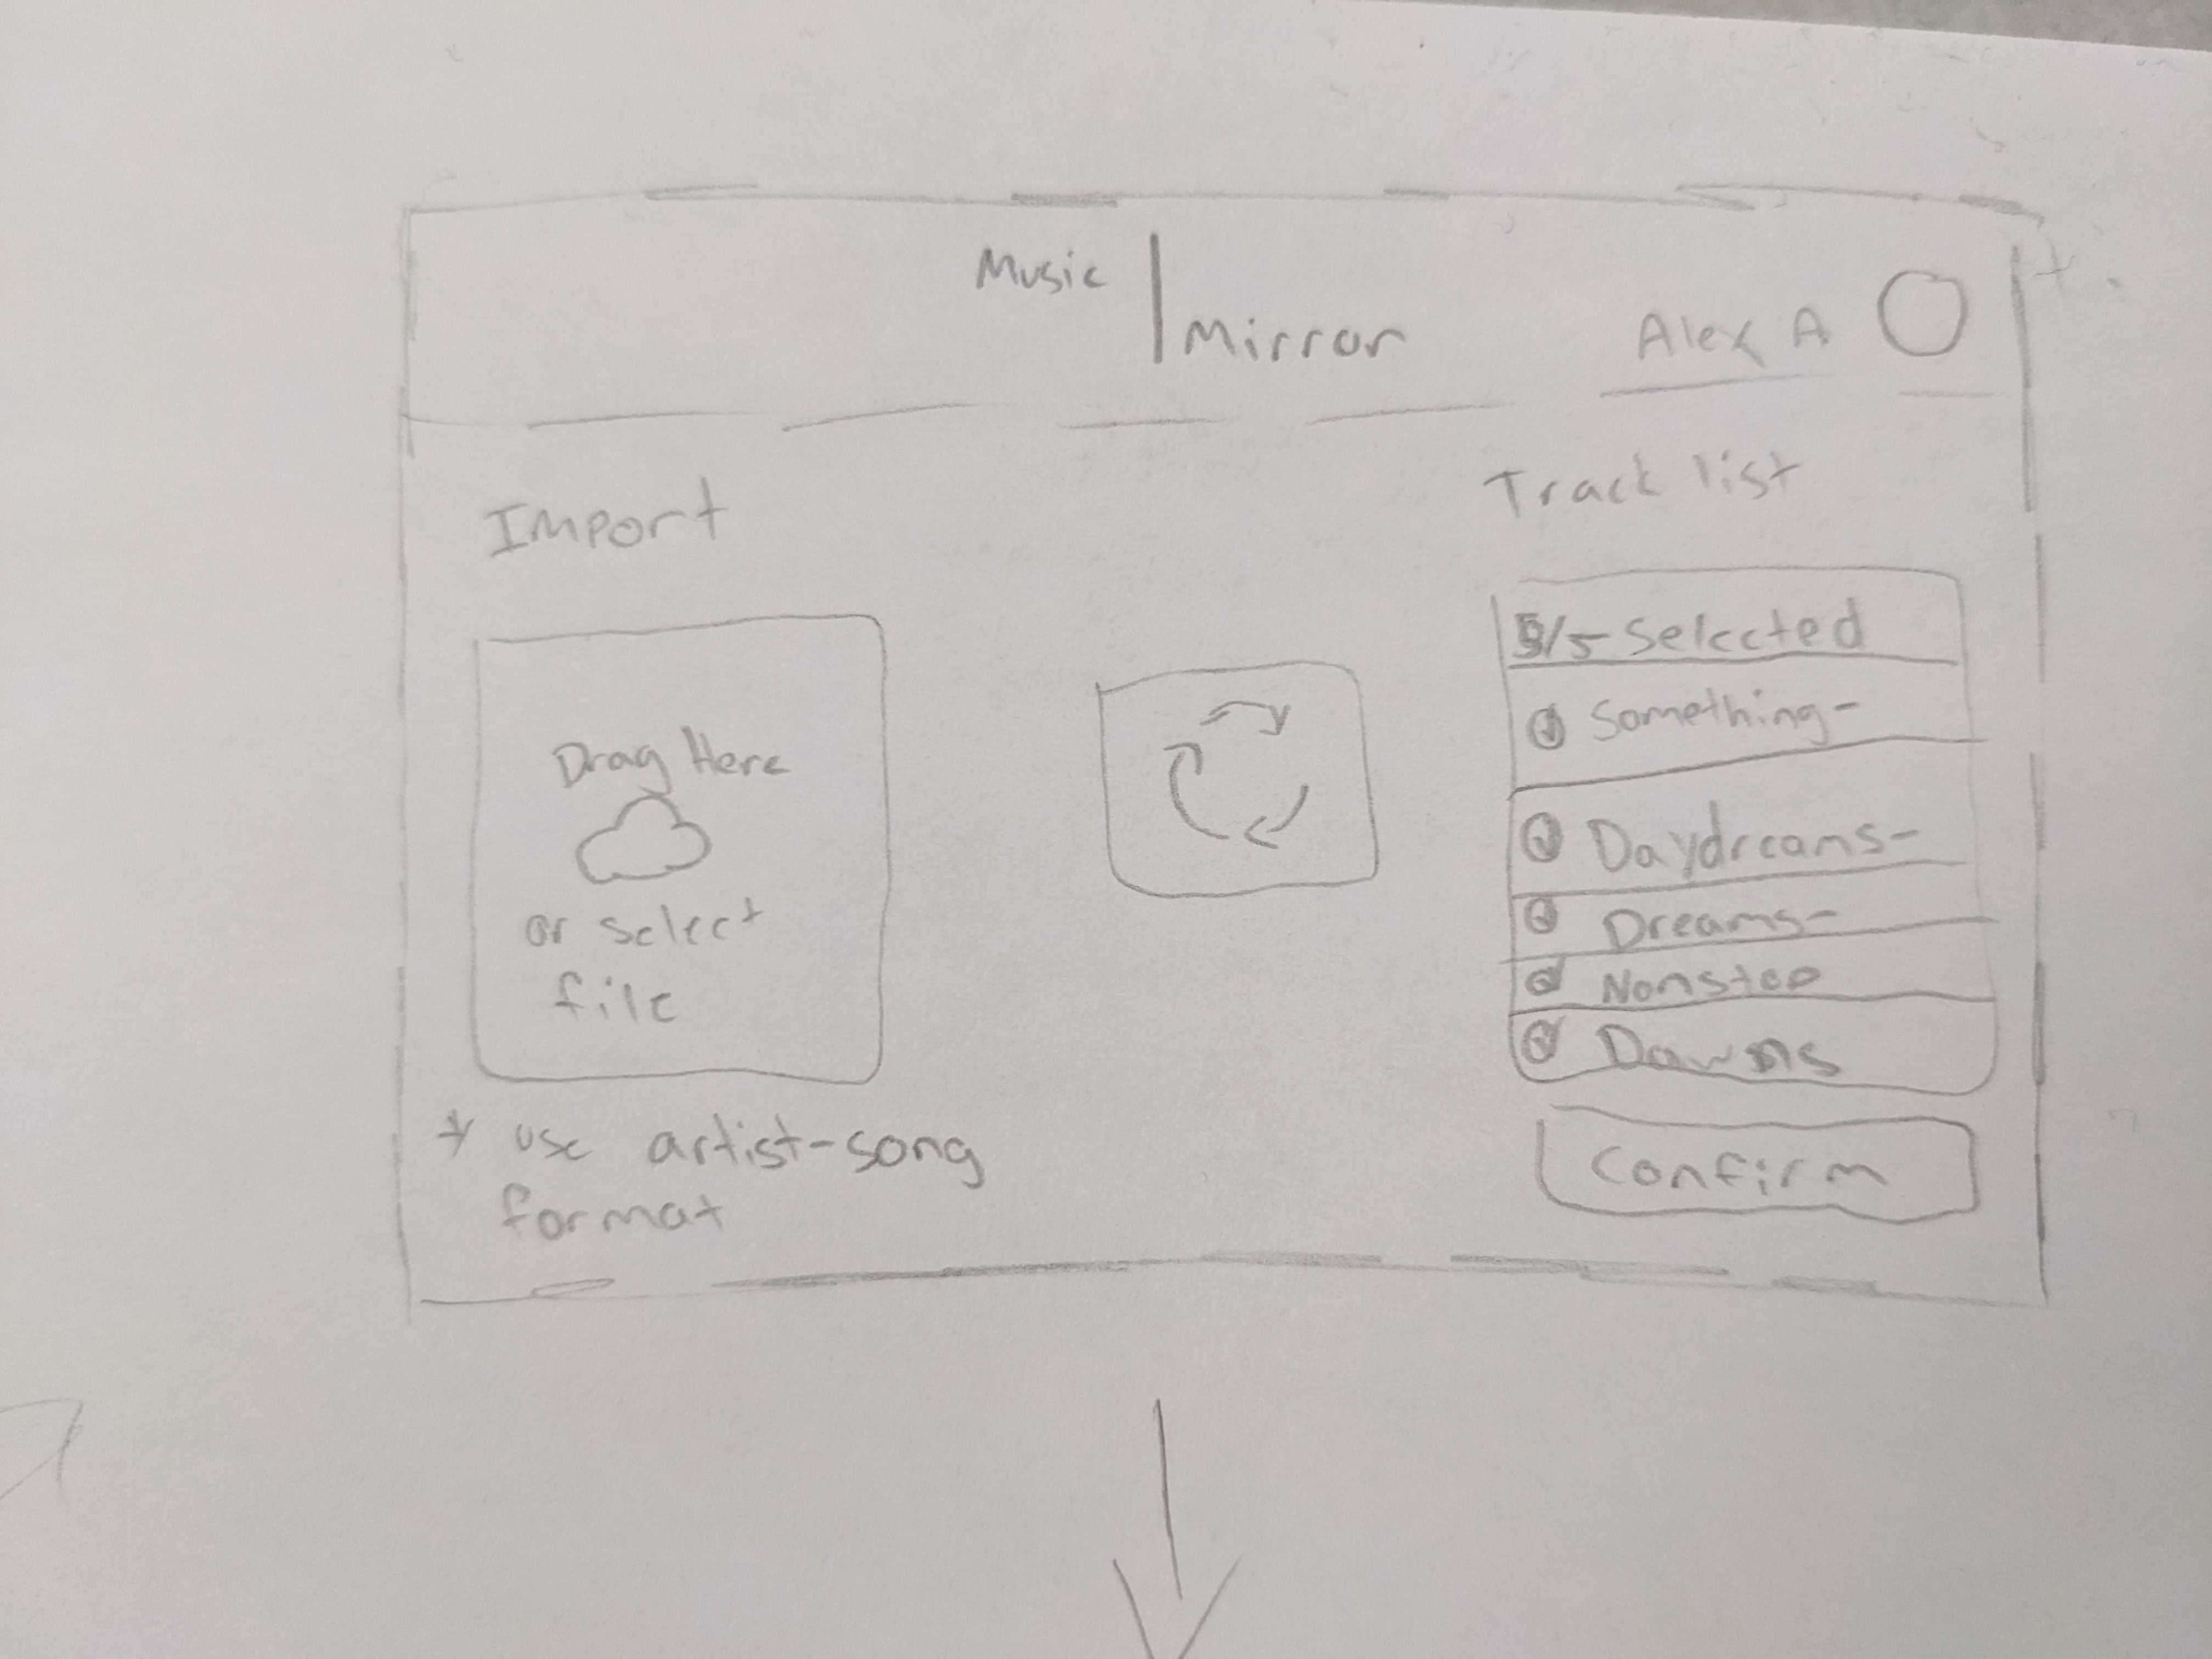 Music
Mirror
Alex A
Import
Track list
Drag Here
or select
file
* use artist-song
format
5/5 Selected
Something-
Daydreams-
Dreams-
Nonstop
Dawns
Confirm